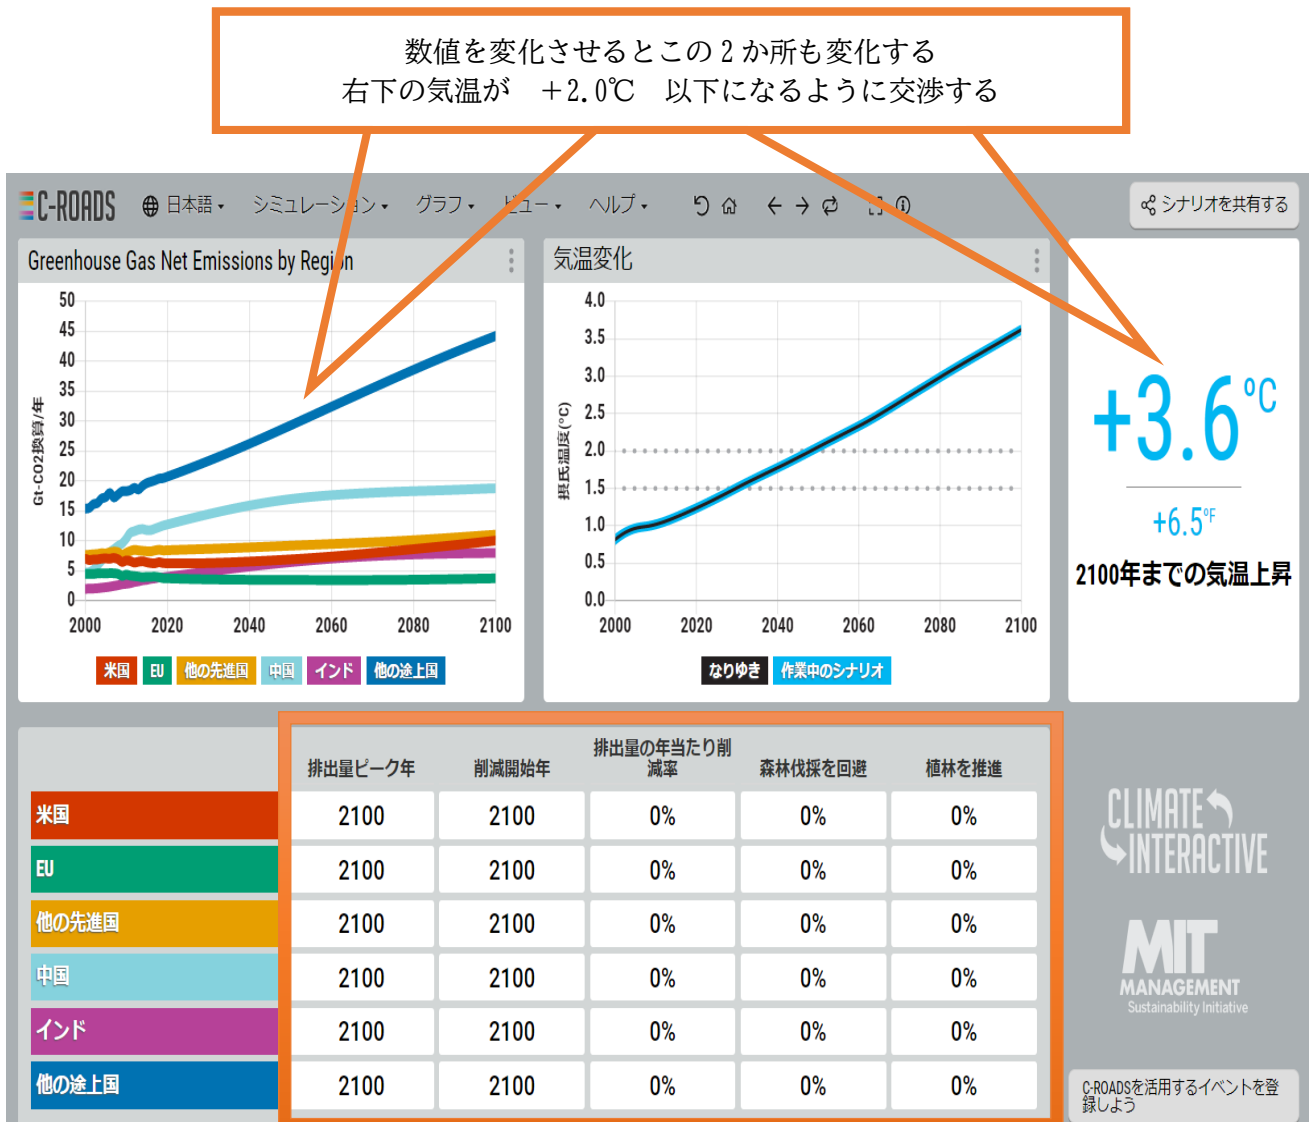 数値を変化させるとこの2か所も変化する
右下の気温が　＋2.0℃　以下になるように交渉する
C-ROADS 日本語 シミュレーション グラフ ビュー ヘルプ シナリオを共有する
Greenhouse Gas Net Emissions by Region
Gt-CO2換算/年
50
45
40
35
30
25
20
15
10
5
0
2000 2020 2040 2060 2080 2100
米国 EU 他の先進国 中国 インド 他の途上国
気温変化
摂氏温度(°C)
4.0
3.5
3.0
2.5
2.0
1.5
1.0
0.5
0.0
2000 2020 2040 2060 2080 2100
なりゆき 作業中のシナリオ
+3.6°C
+6.5°F
2100年までの気温上昇
排出量ピーク年 削減開始年 排出量の年当たり削
減率 森林伐採を回避 植林を推進
米国 2100 2100 0% 0% 0%
EU 2100 2100 0% 0% 0%
他の先進国 2100 2100 0% 0% 0%
中国 2100 2100 0% 0% 0%
インド 2100 2100 0% 0% 0%
他の途上国 2100 2100 0% 0% 0%
CLIMATE
INTERACTIVE
MIT
MANAGEMENT
Sustainability Initiative
C-ROADSを活用するイベントを登
録しよう